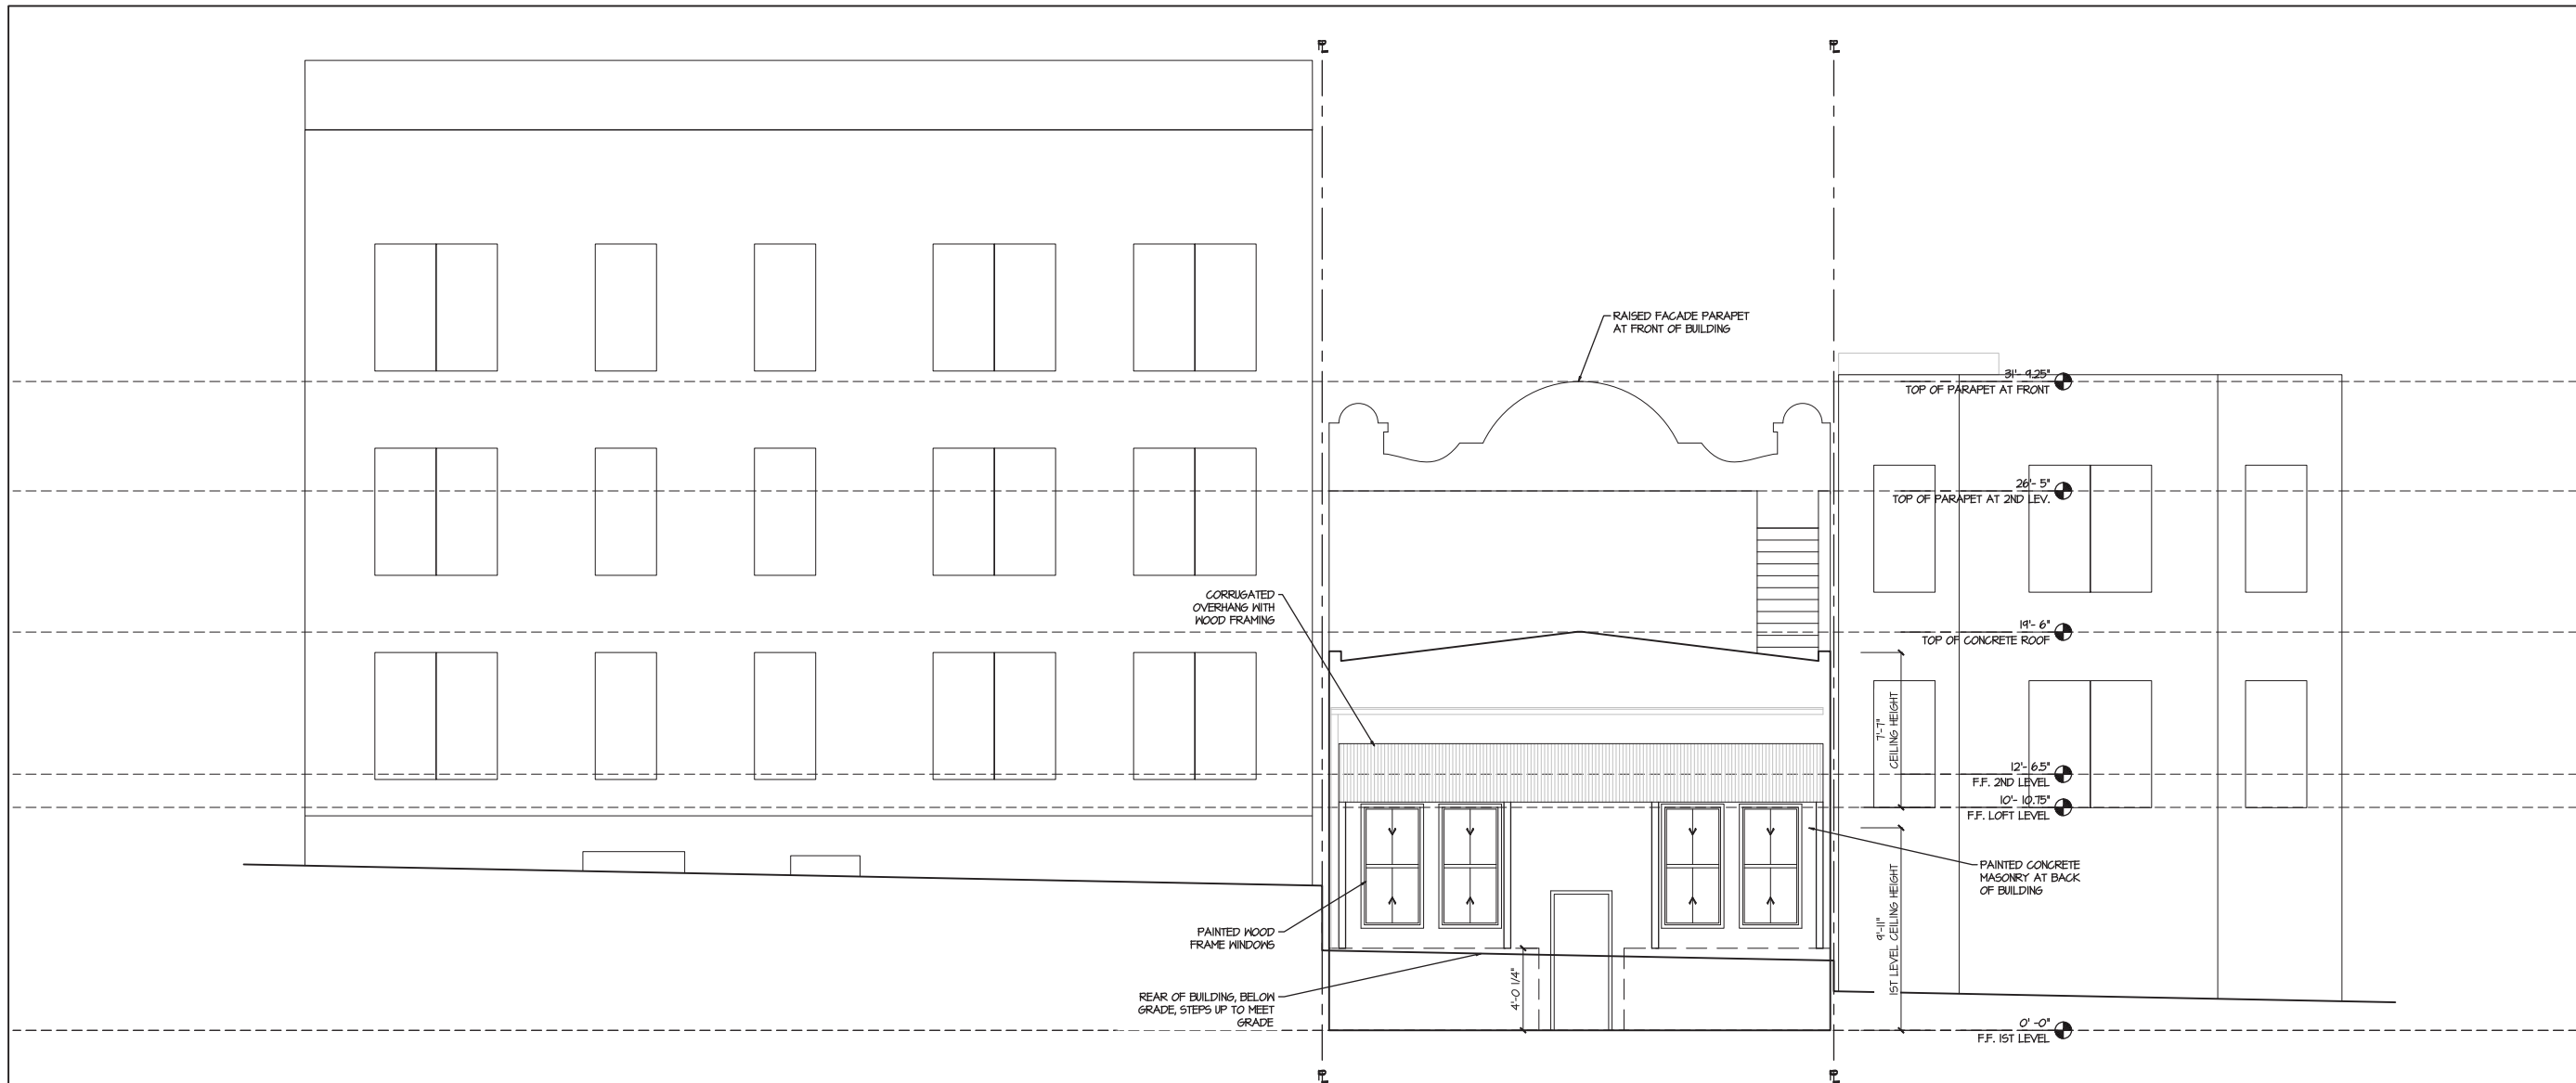 PL
PL
RAISED FACADE PARAPET
AT FRONT OF BUILDING
31'- 9.25"
TOP OF PARAPET AT FRONT
26'- 5"
TOP OF PARAPET AT 2ND LEV.
CORRUGATED
OVERHANG WITH
WOOD FRAMING
19'- 6"
TOP OF CONCRETE ROOF
7'-7"
CEILING HEIGHT
12'- 6.5"
F.F. 2ND LEVEL
10'- 10.75"
F.F. LOFT LEVEL
PAINTED CONCRETE
MASONRY AT BACK
OF BUILDING
9'-11"
1ST LEVEL CEILING HEIGHT
PAINTED WOOD
FRAME WINDOWS
REAR OF BUILDING, BELOW
GRADE, STEPS UP TO MEET
GRADE
4'-0 1/4"
0' -0"
F.F. 1ST LEVEL
PL
PL